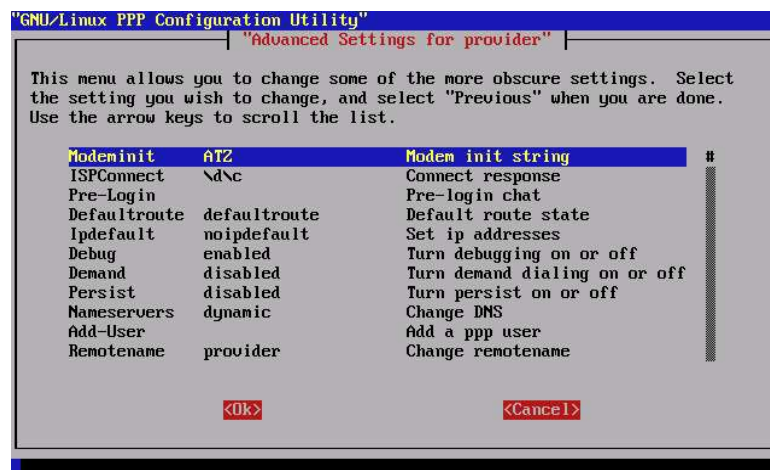 "GNU/Linux PPP Configuration Utility"
"Advanced Settings for provider"
This menu allows you to change some of the more obscure settings.  Select
the setting you wish to change, and select "Previous" when you are done.
Use the arrow keys to scroll the list.
Modeminit ATZ Modem init string #
ISPConnect \d\c Connect response
Pre-Login Pre-login chat
Defaultroute defaultroute Default route state
Ipdefault noipdefault Set ip addresses
Debug enabled Turn debugging on or off
Demand disabled Turn demand dialing on or off
Persist disabled Turn persist on or off
Nameservers dynamic Change DNS
Add-User Add a ppp user
Remotename provider Change remotename
<Ok> <Cancel>